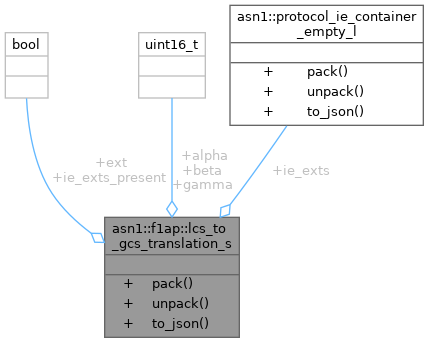 asn1::protocol_ie_container
_empty_l
+ pack()
+ unpack()
+ to_json()
bool
uint16_t
+ext
+ie_exts_present
+alpha
+beta
+gamma
+ie_exts
asn1::f1ap::lcs_to
_gcs_translation_s
+ pack()
+ unpack()
+ to_json()